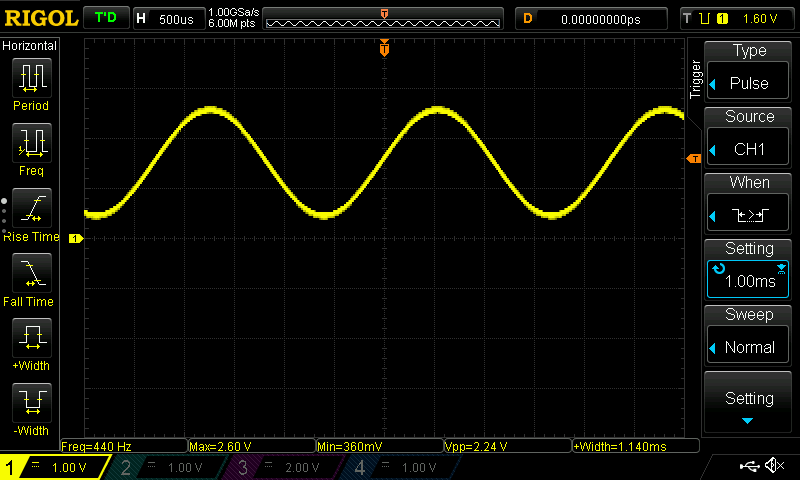 RIGOL T'D H 500us 1.00GSa/s 6.00M pts D 0.00000000ps T 1 1.60 V
Horizontal
Period
Freq
Rise Time
Fall Time
+Width
-Width
T
T
1
Trigger
Type
Pulse
Source
CH1
When
Setting
1.00ms
Sweep
Normal
Setting
Freq=440 Hz Max=2.60 V Min=360mV Vpp=2.24 V +Width=1.140ms
1 1.00 V 2 1.00 V 3 2.00 V 4 1.00 V